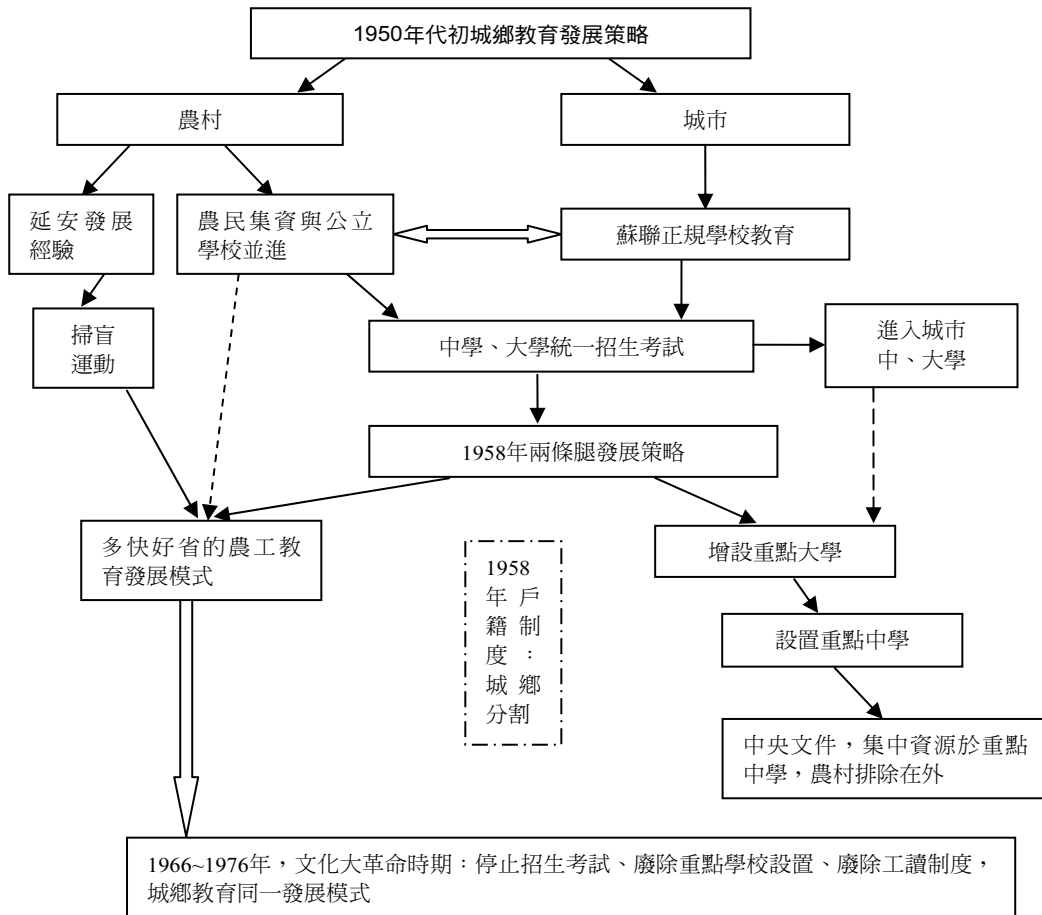 1950年代初城鄉教育發展策略
農村
城市
延安發展
經驗
農民集資與公立
學校並進
蘇聯正規學校教育
掃盲
運動
中學、大學統一招生考試
進入城市
中、大學
1958年兩條腿發展策略
多快好省的農工教
育發展模式
1958
年戶
籍制
度：
城鄉
分割
增設重點大學
設置重點中學
中央文件，集中資源於重點
中學，農村排除在外
1966~1976年，文化大革命時期：停止招生考試、廢除重點學校設置、廢除工讀制度，
城鄉教育同一發展模式